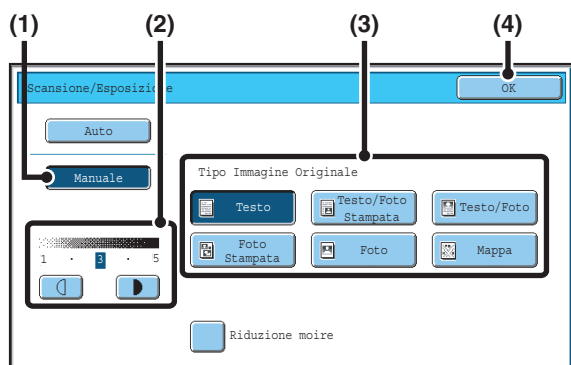 (1) (2) (3) (4)
Scansione/Esposizione OK
Auto
Manuale
Tipo Immagine Originale
Testo Testo/Foto Stampata Testo/Foto
Foto Stampata Foto Mappa
1 · 3 · 5
Riduzione moire